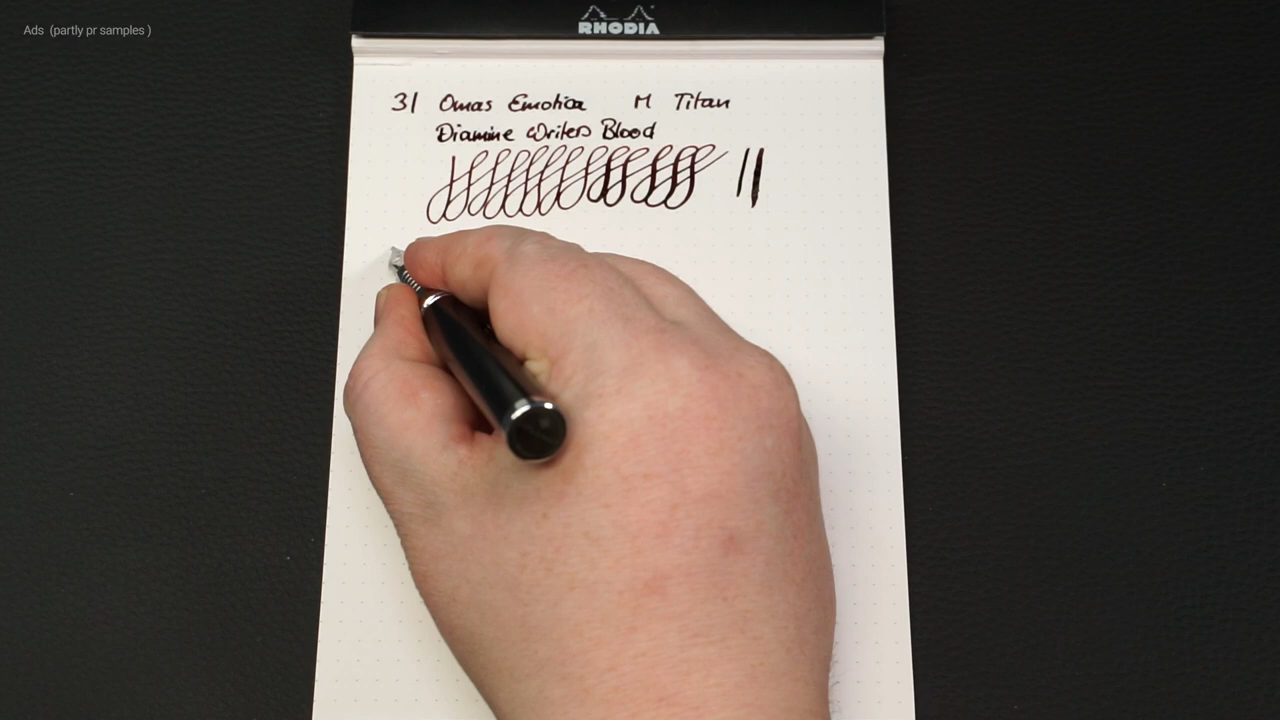 Ads (partly pr samples )
RHODIA
31 Omas Emotica M Titan
Diamine Writers Blood